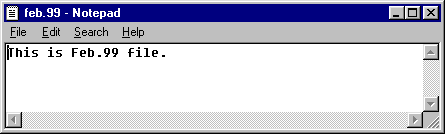 feb.99 - Notepad
File Edit Search Help
This is Feb.99 file.